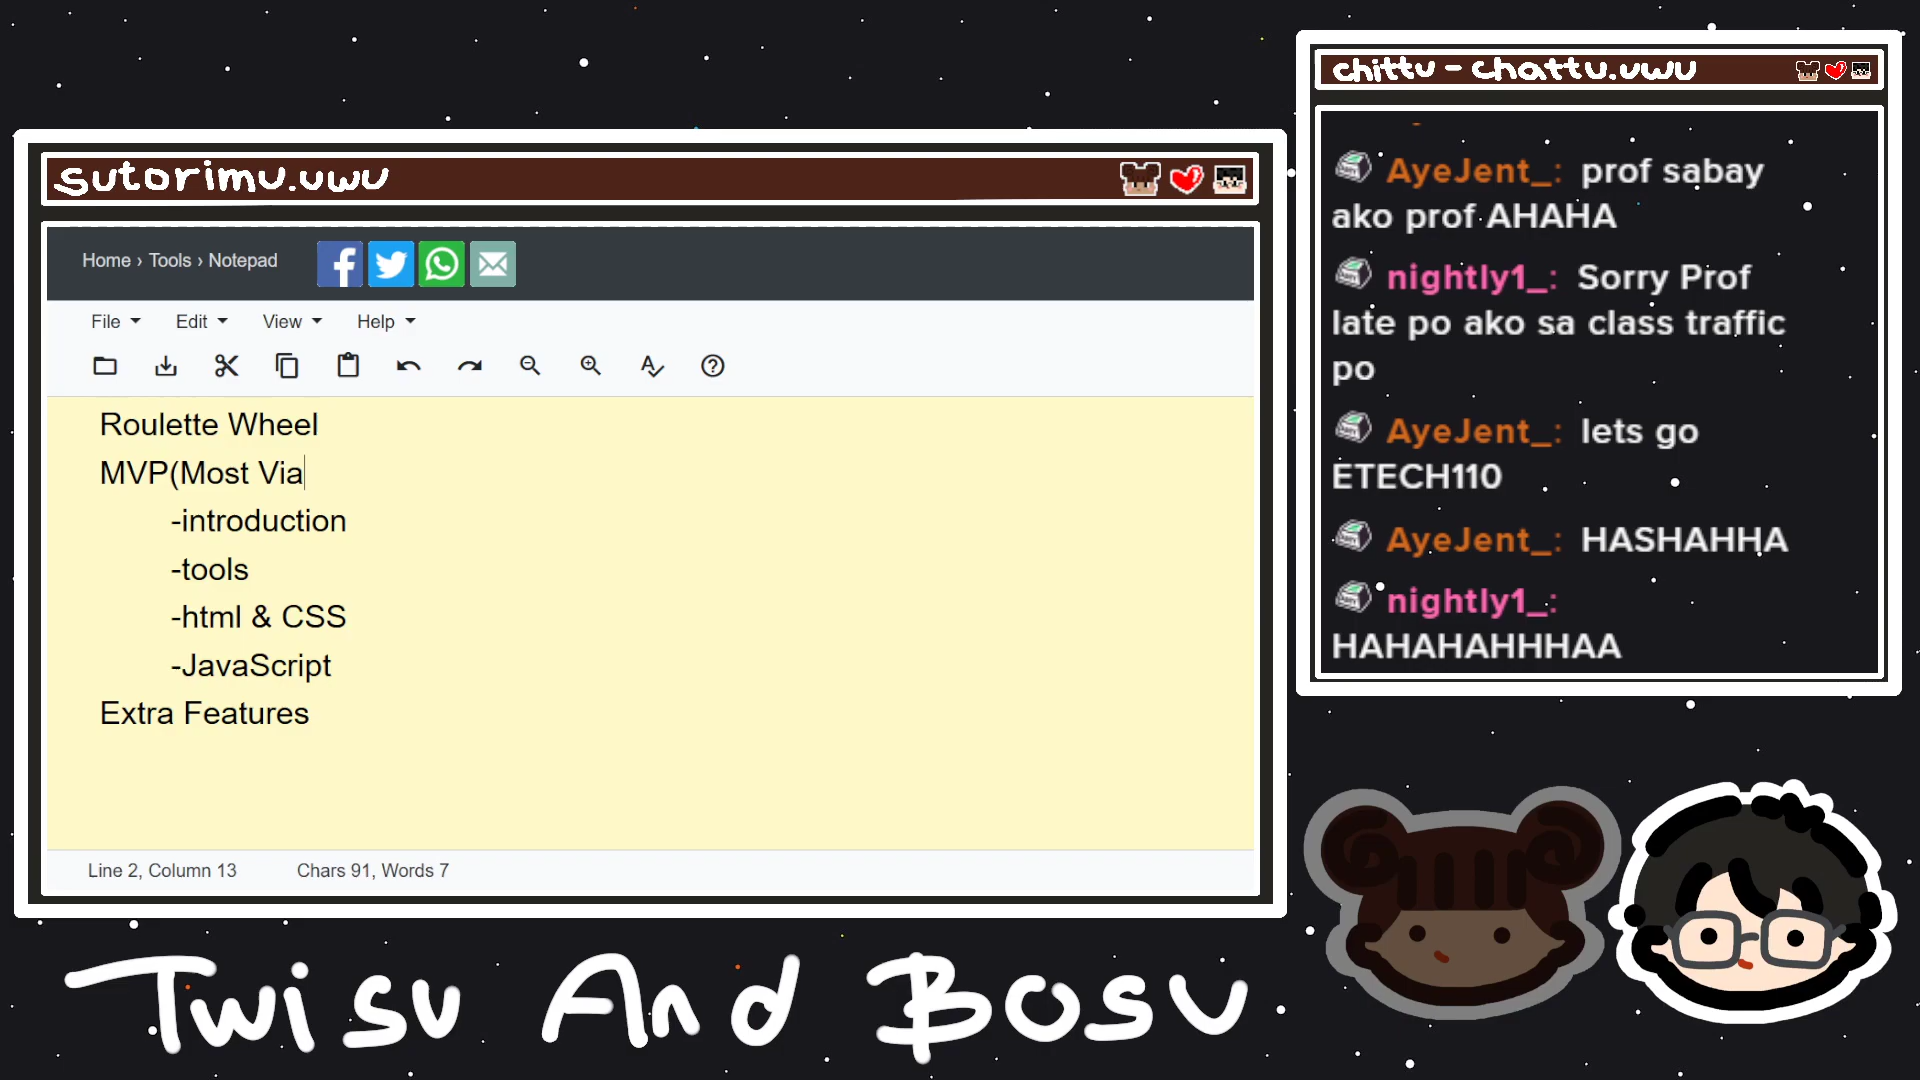 sutorimu.uwu
Home › Tools › Notepad
File Edit View Help
Roulette Wheel
MVP(Most Via
-introduction
-tools
-html & CSS
-JavaScript
Extra Features
Line 2, Column 13 Chars 91, Words 7
chittu - chattu.uwu
AyeJent_: prof sabay
ako prof AHAHA
nightly1_: Sorry Prof
late po ako sa class traffic
po
AyeJent_: lets go
ETECH110
AyeJent_: HASHAHHA
nightly1_:
HAHAHAHHHAA
Twisu And Bosu